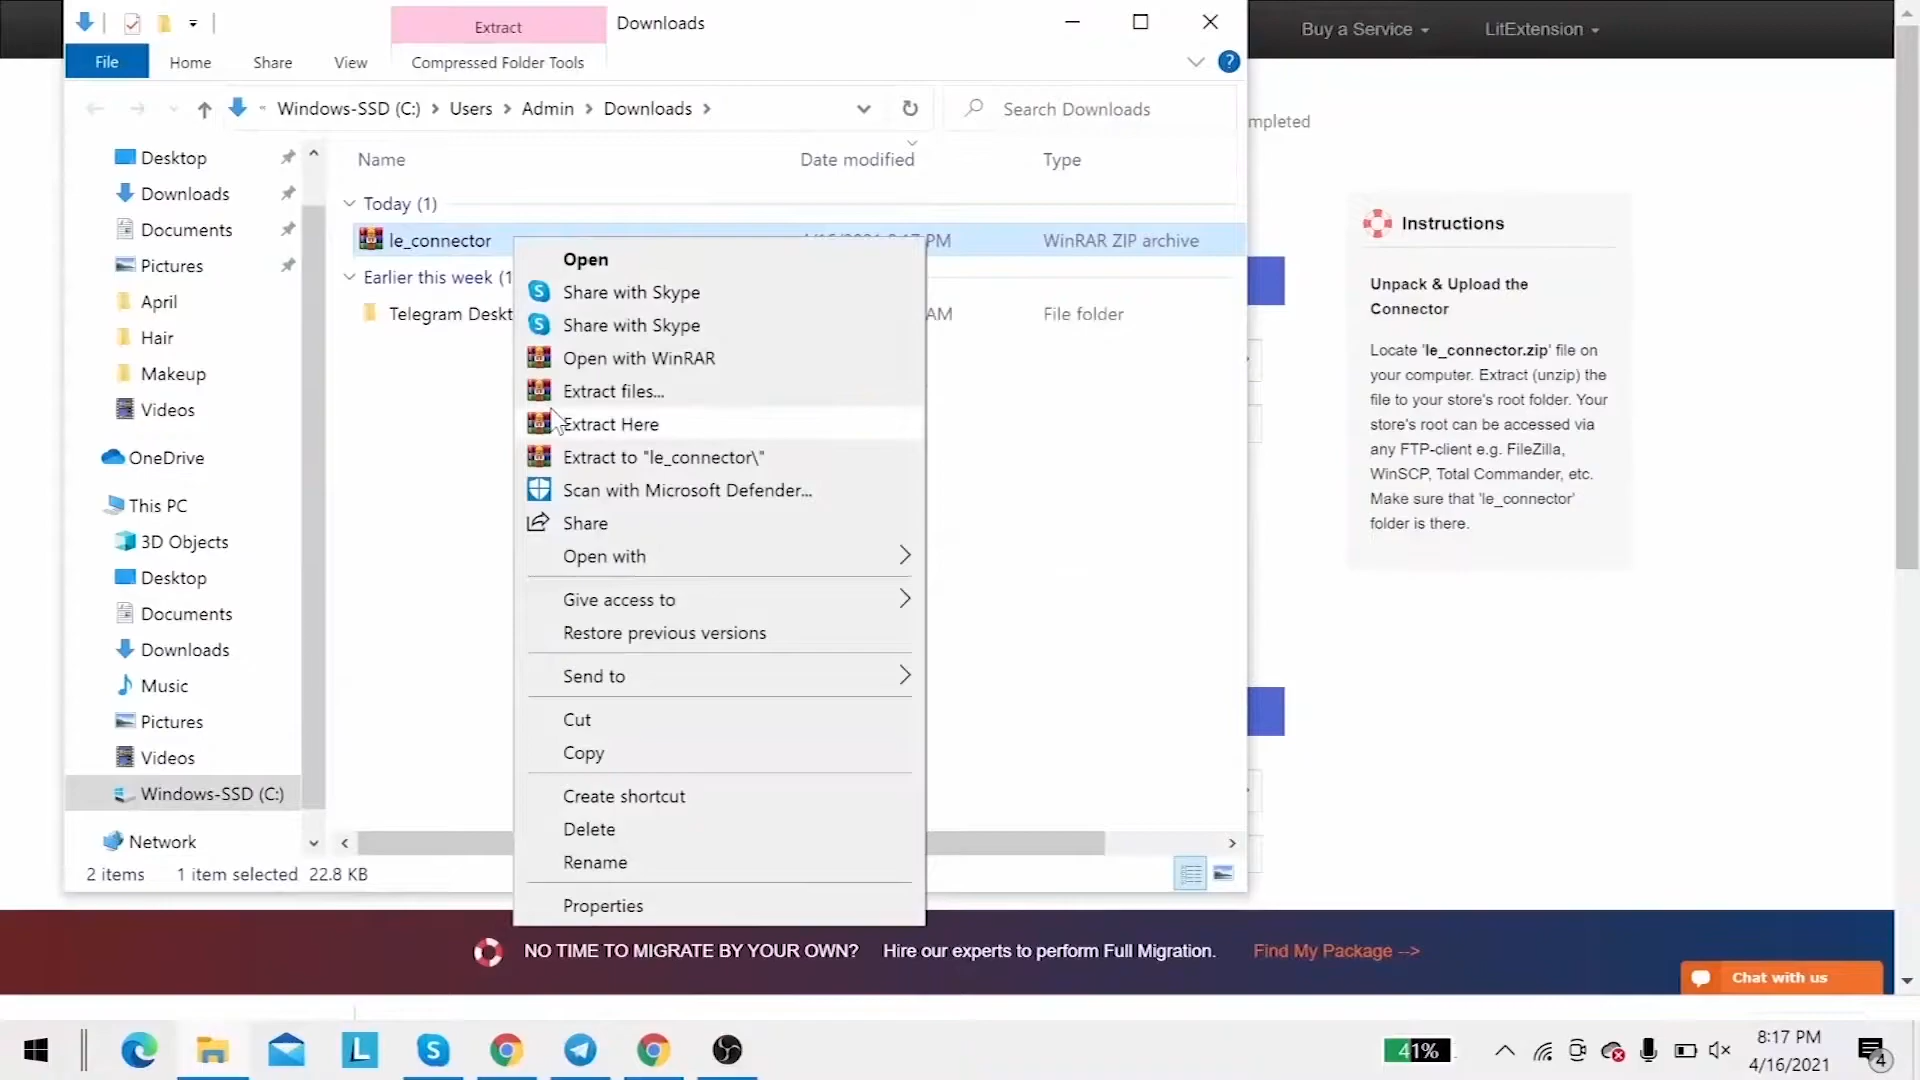 Extract
Downloads
File
Home
Share
View
Compressed Folder Tools
?
« Windows-SSD (C:) > Users > Admin > Downloads >
Search Downloads
Buy a Service
LitExtension
mpleted
Name
Date modified
Type
Today (1)
le_connector
PM
WinRAR ZIP archive
Earlier this week (1
Telegram Deskt
AM
File folder
Desktop
Downloads
Documents
Pictures
April
Hair
Makeup
Videos
OneDrive
This PC
3D Objects
Desktop
Documents
Downloads
Music
Pictures
Videos
Windows-SSD (C:)
Network
2 items
1 item selected
22.8 KB
Open
Share with Skype
Share with Skype
Open with WinRAR
Extract files...
Extract Here
Extract to "le_connector\"
Scan with Microsoft Defender...
Share
Open with
Give access to
Restore previous versions
Send to
Cut
Copy
Create shortcut
Delete
Rename
Properties
Instructions
Unpack & Upload the
Connector
Locate 'le_connector.zip' file on
your computer. Extract (unzip) the
file to your store's root folder. Your
store's root can be accessed via
any FTP-client e.g. FileZilla,
WinSCP, Total Commander, etc.
Make sure that 'le_connector'
folder is there.
NO TIME TO MIGRATE BY YOUR OWN?
Hire our experts to perform Full Migration.
Find My Package -->
Chat with us
L
41%
8:17 PM
4/16/2021
4